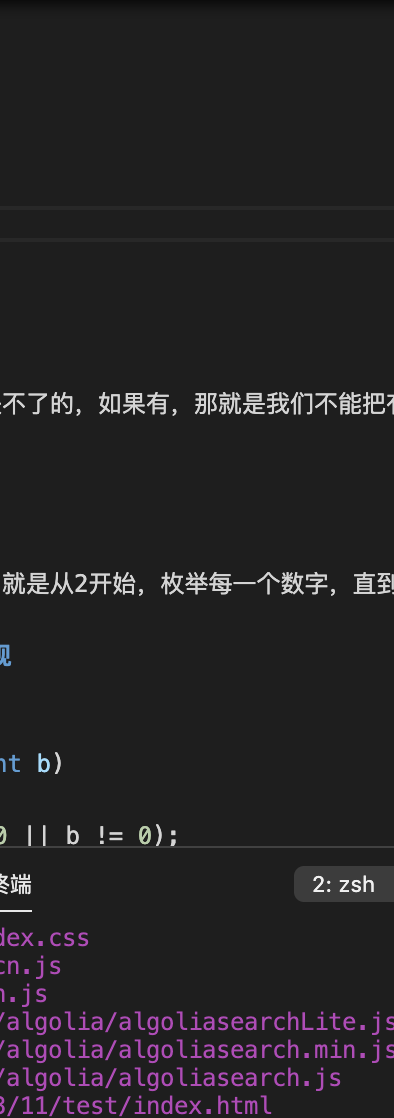 不了的，如果有，那就是我们不能把
就是从2开始，枚举每一个数字，直到
现
nt b)
0 || b != 0);
终端
2: zsh
dex.css
cn.js
n.js
/algolia/algoliasearchLite.js
/algolia/algoliasearch.min.js
/algolia/algoliasearch.js
3/11/test/index.html